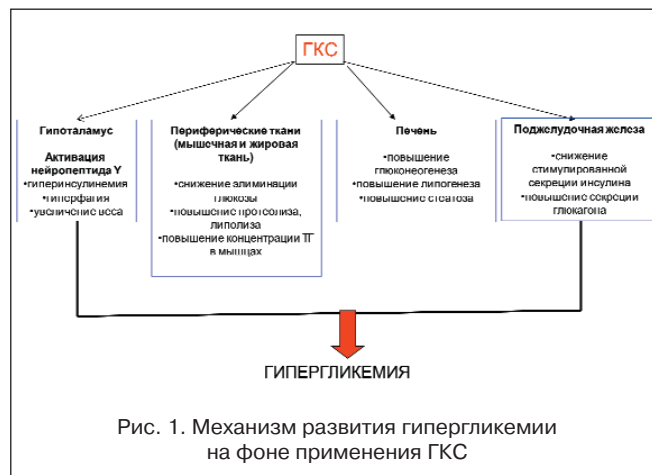 ГКС
Гипоталамус
Активация
нейропептида Y
•гиперинсулинемия
•гиперфагия
•увеличение веса
Периферические ткани
(мышечная и жировая
ткань)
•снижение элиминации
глюкозы
•повышение протеолиза,
липолиза
•повышение концентрации ТГ
в мышцах
Печень
•повышение
глюконеогенеза
•повышение липогенеза
•повышение стеатоза
Поджелудочная железа
•снижение
стимулированной
секреции инсулина
•повышение секреции
глюкагона
ГИПЕРГЛИКЕМИЯ
Рис. 1. Механизм развития гипергликемии
на фоне применения ГКС